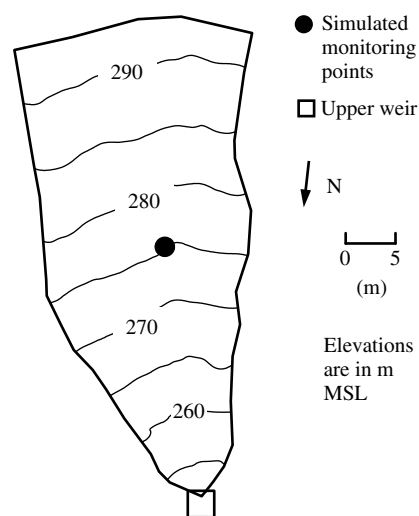 290
280
270
260
Simulated
monitoring
points
Upper weir
N
0 5
(m)
Elevations
are in m
MSL